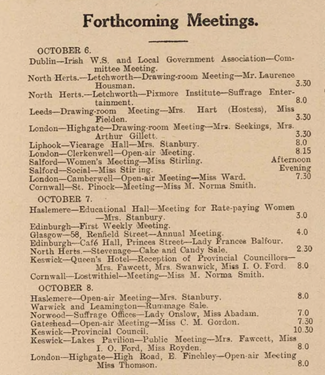 Forthcoming Meetings.
OCTOBER 6.
Dublin—Irish W.S. and Local Government Association—Com-
mittee Meeting.
North Herts.—Letchworth—Drawing-room Meeting—Mr. Laurence
Housman. 3.30
North Herts.—Letchworth—Pixmore Institute—Suffrage Enter-
tainment. 8.0
Leeds—Drawing-room Meeting—Mrs. Hart (Hostess), Miss
Fielden. 3.30
London—Highgate—Drawing-room Meeting—Mrs. Seekings, Mrs.
Arthur Gillett. 3.30
Liphook—Vicarage Hall—Mrs. Stanbury. 8.0
London—Clerkenwell—Open-air Meeting. 8.15
Salford—Women's Meeting—Miss Stirling. Afternoon
Salford—Social—Miss Stirling. Evening
London—Camberwell—Open-air Meeting—Miss Ward. 7.30
Cornwall—St. Pinock—Meeting—Miss M. Norma Smith.
OCTOBER 7.
Haslemere—Educational Hall—Meeting for Rate-paying Women
—Mrs. Stanbury. 3.0
Edinburgh—First Weekly Meeting.
Glasgow—58, Renfield Street—Annual Meeting. 4.0
Edinburgh—Café Hall, Princes Street—Lady Frances Balfour.
North Herts.—Stevenage—Cake and Candy Sale. 2.30
Keswick—Queen's Hotel—Reception of Provincial Councillors—
Mrs. Fawcett, Mrs. Swanwick, Miss I. O. Ford. 8.0
Cornwall—Lostwithiel—Meeting—Miss M. Norma Smith.
OCTOBER 8.
Haslemere—Open-air Meeting—Mrs. Stanbury. 8.0
Warwick and Leamington—Rummage Sale.
Norwood—Suffrage Offices—Lady Onslow, Miss Abadam. 7.0
Gateshead—Open-air Meeting—Miss C. M. Gordon. 7.30
Keswick—Provincial Council. 10.30
Keswick—Lakes Pavilion—Public Meeting—Mrs. Fawcett, Miss
I. O. Ford, Miss Royden. 8.0
London—Highgate—High Road, E. Finchley—Open-air Meeting
Miss Thomson. 8.0